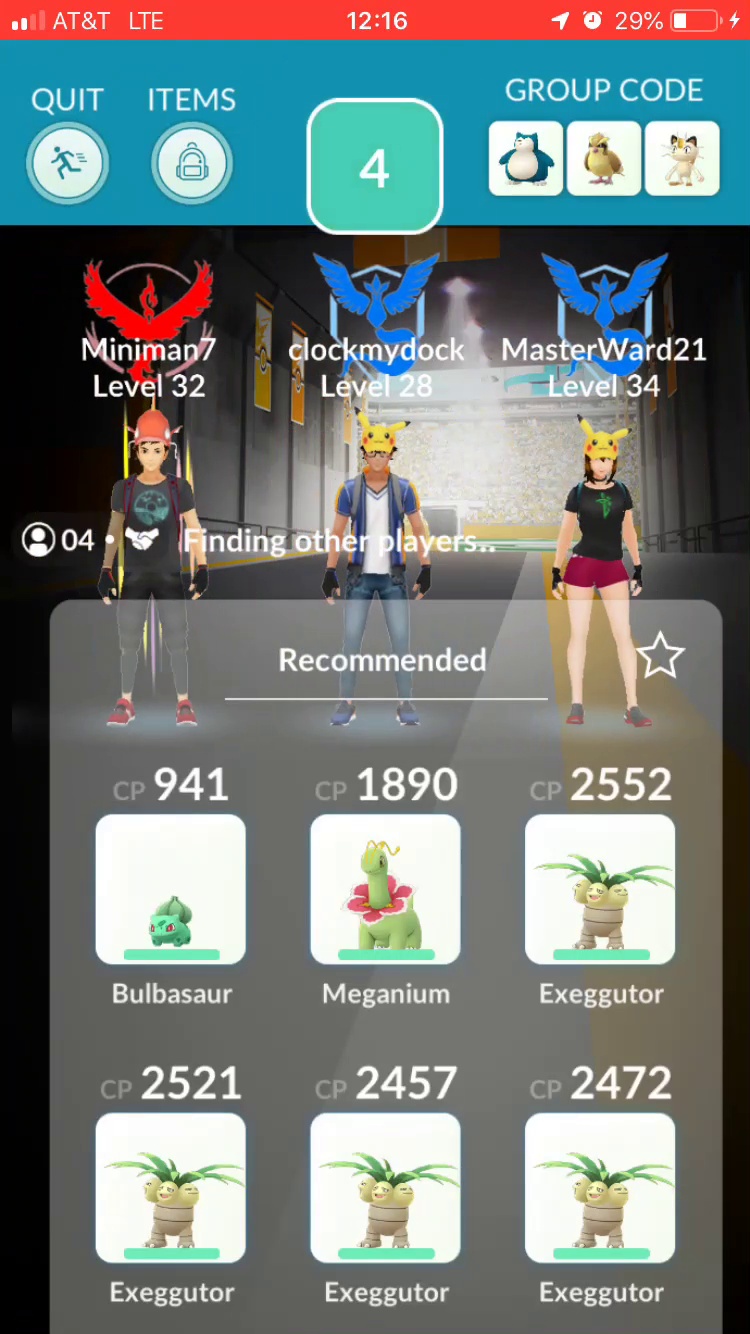 AT&T LTE 12:16 29%
QUIT ITEMS GROUP CODE
4
Miniman7 clockmydock MasterWard21
Level 32 Level 28 Level 34
04 • Finding other players..
Recommended
CP 941 CP 1890 CP 2552
Bulbasaur Meganium Exeggutor
CP 2521 CP 2457 CP 2472
Exeggutor Exeggutor Exeggutor